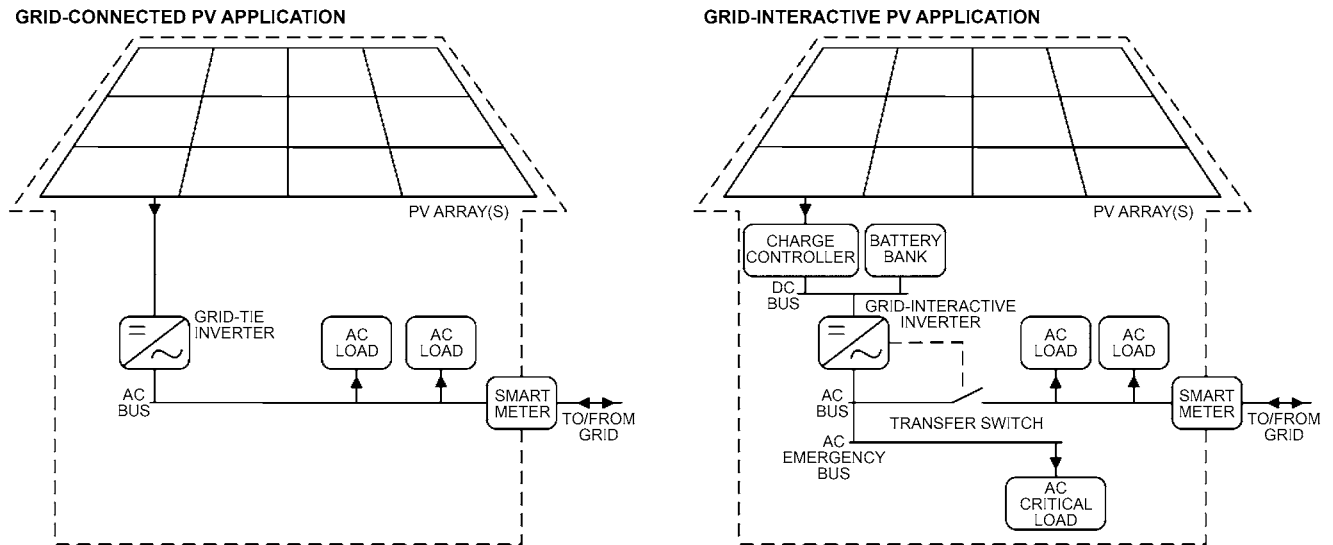 GRID-CONNECTED PV APPLICATION
PV ARRAY(S)
GRID-TIE
INVERTER
AC
LOAD
AC
LOAD
AC
BUS
SMART
METER
TO/FROM
GRID
GRID-INTERACTIVE PV APPLICATION
PV ARRAY(S)
CHARGE
CONTROLLER
BATTERY
BANK
DC
BUS
GRID-INTERACTIVE
INVERTER
AC
LOAD
AC
LOAD
AC
BUS
TRANSFER SWITCH
SMART
METER
TO/FROM
GRID
AC
EMERGENCY
BUS
AC
CRITICAL
LOAD